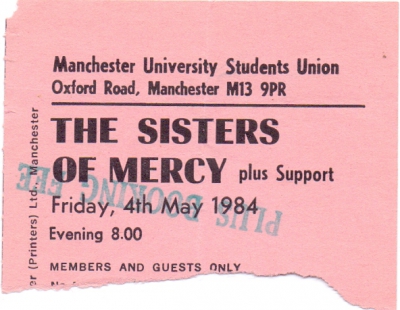 Manchester University Students Union
Oxford Road, Manchester M13 9PR
THE SISTERS
OF MERCY plus Support
PLUS BOOKING FEE
Friday, 4th May 1984
Evening 8.00
MEMBERS AND GUESTS ONLY
er (Printers) Ltd., Manchester